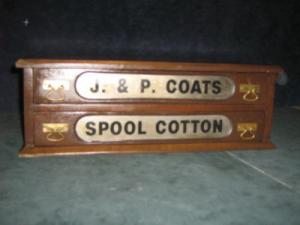 J. & P. COATS
SPOOL COTTON